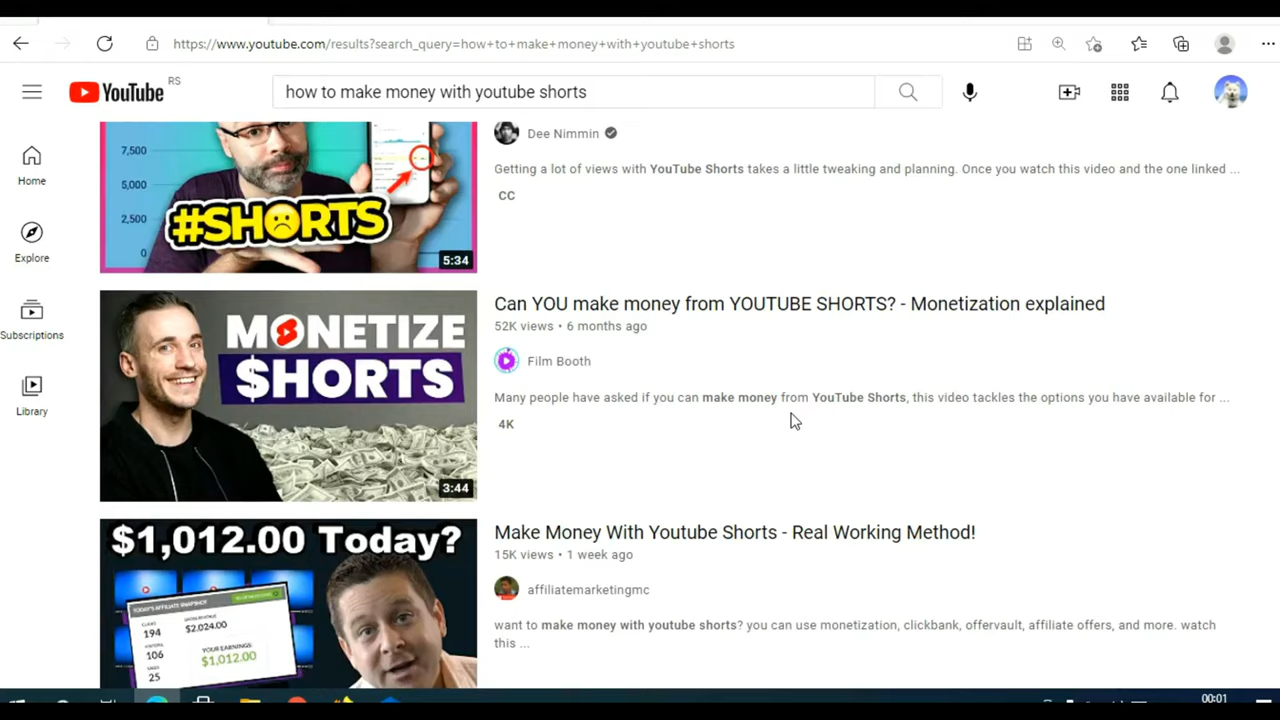 https://www.youtube.com/results?search_query=how+to+make+money+with+youtube+shorts
YouTube RS
how to make money with youtube shorts
Home
Explore
Subscriptions
Library
7,500
5,000
2,500
0
#SHORTS
5:34
Dee Nimmin
Getting a lot of views with YouTube Shorts takes a little tweaking and planning. Once you watch this video and the one linked ...
CC
MONETIZE
$HORTS
3:44
Can YOU make money from YOUTUBE SHORTS? - Monetization explained
52K views • 6 months ago
Film Booth
Many people have asked if you can make money from YouTube Shorts, this video tackles the options you have available for ...
4K
$1,012.00 Today?
TODAY'S AFFILIATE SNAPSHOT
194
$2,024.00
106
YOUR EARNINGS:
$1,012.00
25
Make Money With Youtube Shorts - Real Working Method!
15K views • 1 week ago
affiliatemarketingmc
want to make money with youtube shorts? you can use monetization, clickbank, offervault, affiliate offers, and more. watch
this ...
00:01